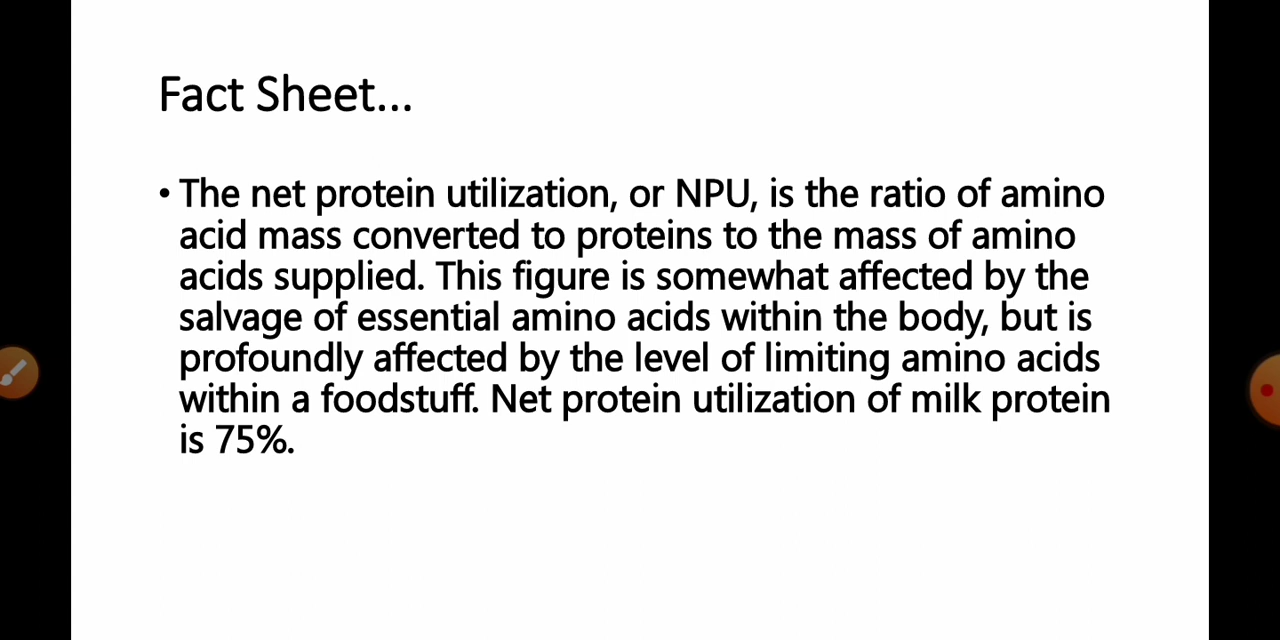 Fact Sheet...
• The net protein utilization, or NPU, is the ratio of amino
acid mass converted to proteins to the mass of amino
acids supplied. This figure is somewhat affected by the
salvage of essential amino acids within the body, but is
profoundly affected by the level of limiting amino acids
within a foodstuff. Net protein utilization of milk protein
is 75%.